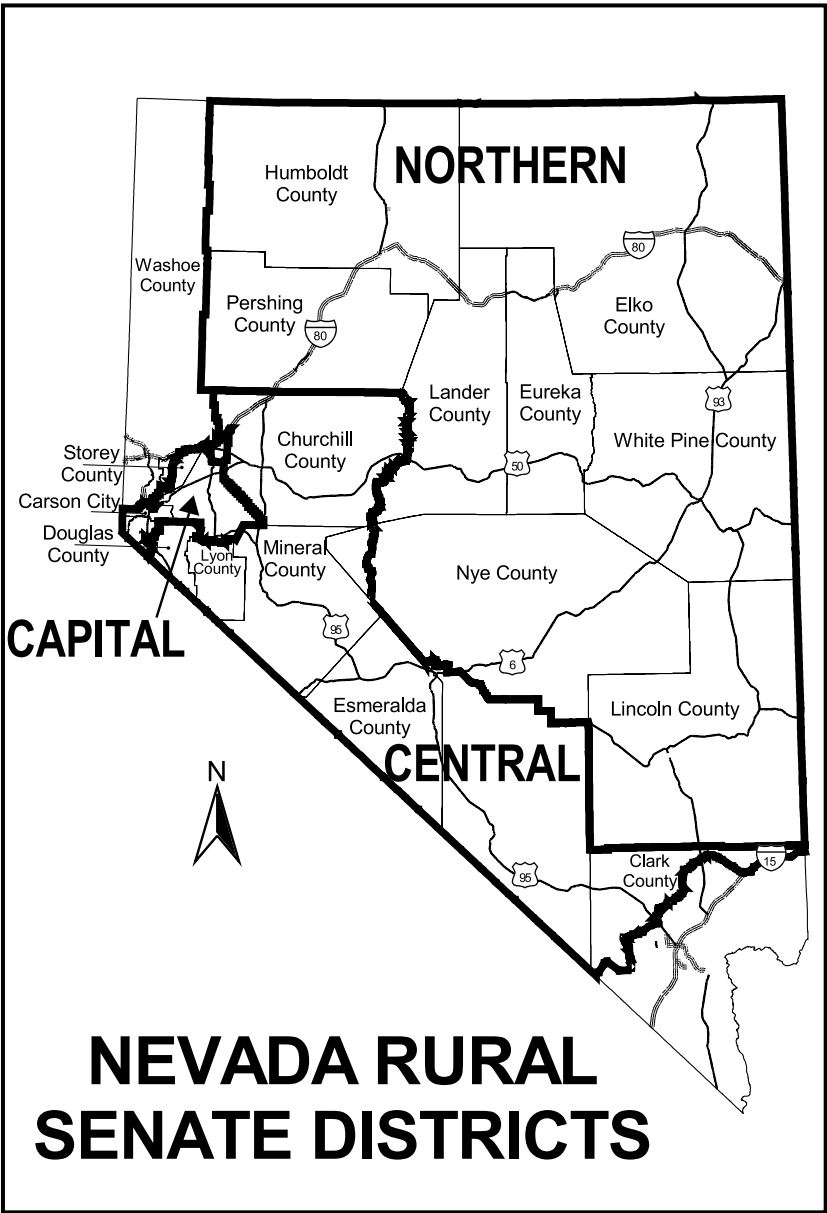 NORTHERN
Humboldt
County
80
Washoe
County
Pershing
County
80
Elko
County
Lander
County
Eureka
County
93
Churchill
County
White Pine County
Storey
County
50
Carson City
Douglas
County
Lyon
County
Mineral
County
Nye County
CAPITAL
95
6
Esmeralda
County
Lincoln County
CENTRAL
N
Clark
County
15
95
NEVADA RURAL
SENATE DISTRICTS